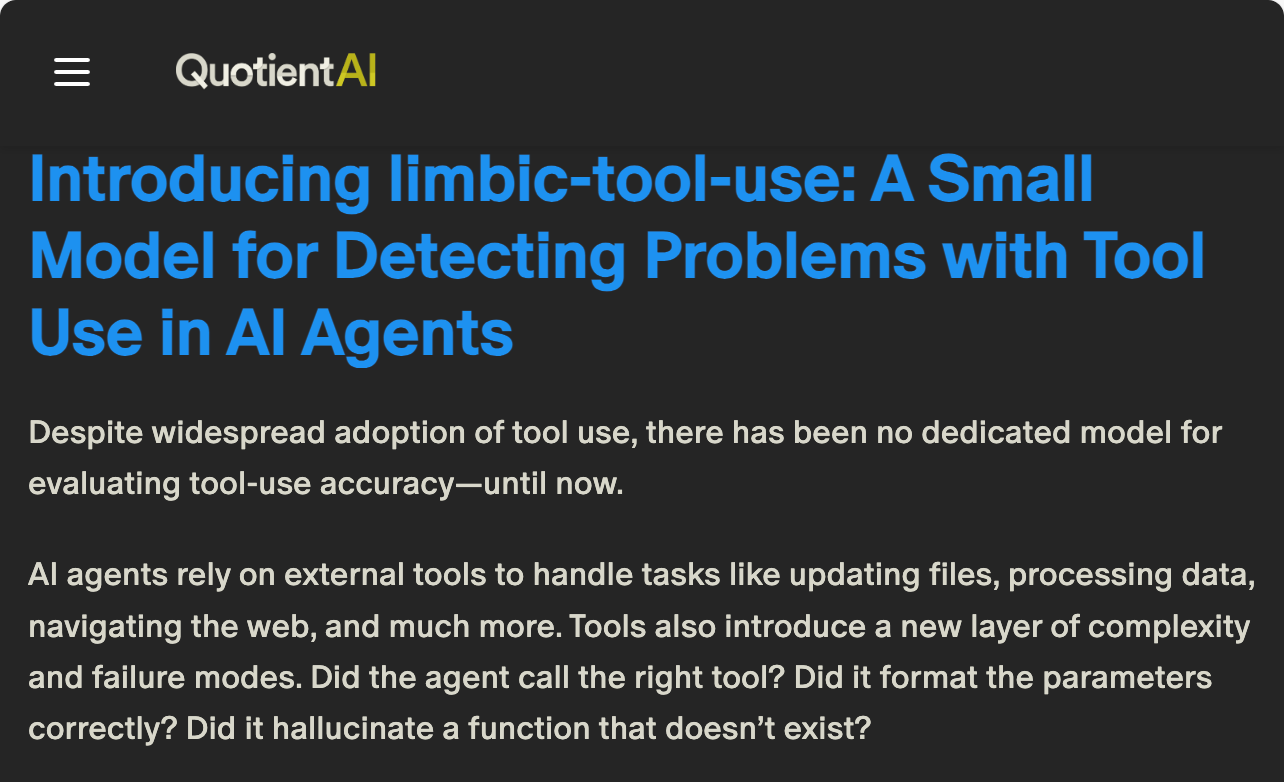 QuotientAI
Introducing limbic-tool-use: A Small
Model for Detecting Problems with Tool
Use in AI Agents
Despite widespread adoption of tool use, there has been no dedicated model for
evaluating tool-use accuracy—until now.
AI agents rely on external tools to handle tasks like updating files, processing data,
navigating the web, and much more. Tools also introduce a new layer of complexity
and failure modes. Did the agent call the right tool? Did it format the parameters
correctly? Did it hallucinate a function that doesn’t exist?